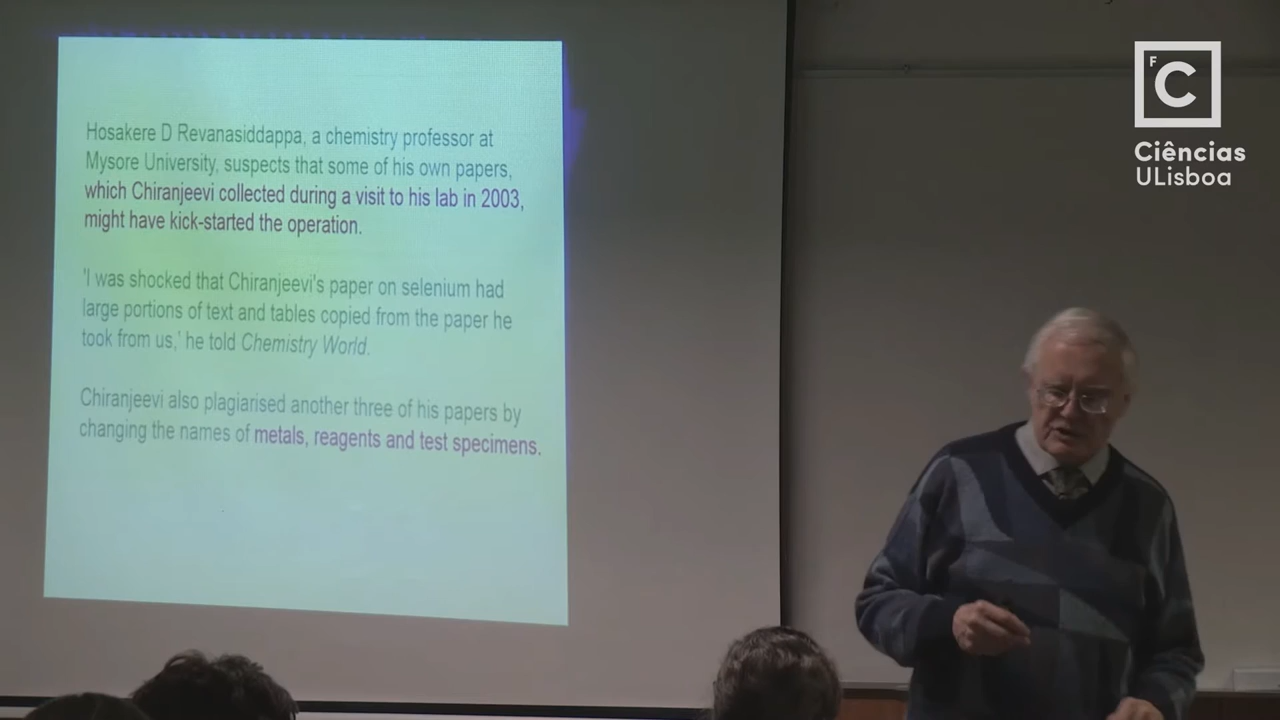 Hosakere D Revanasiddappa, a chemistry professor at
Mysore University, suspects that some of his own papers,
which Chiranjeevi collected during a visit to his lab in 2003,
might have kick-started the operation.
'I was shocked that Chiranjeevi's paper on selenium had
large portions of text and tables copied from the paper he
took from us,' he told Chemistry World.
Chiranjeevi also plagiarised another three of his papers by
changing the names of metals, reagents and test specimens.
F
C
Ciências
ULisboa